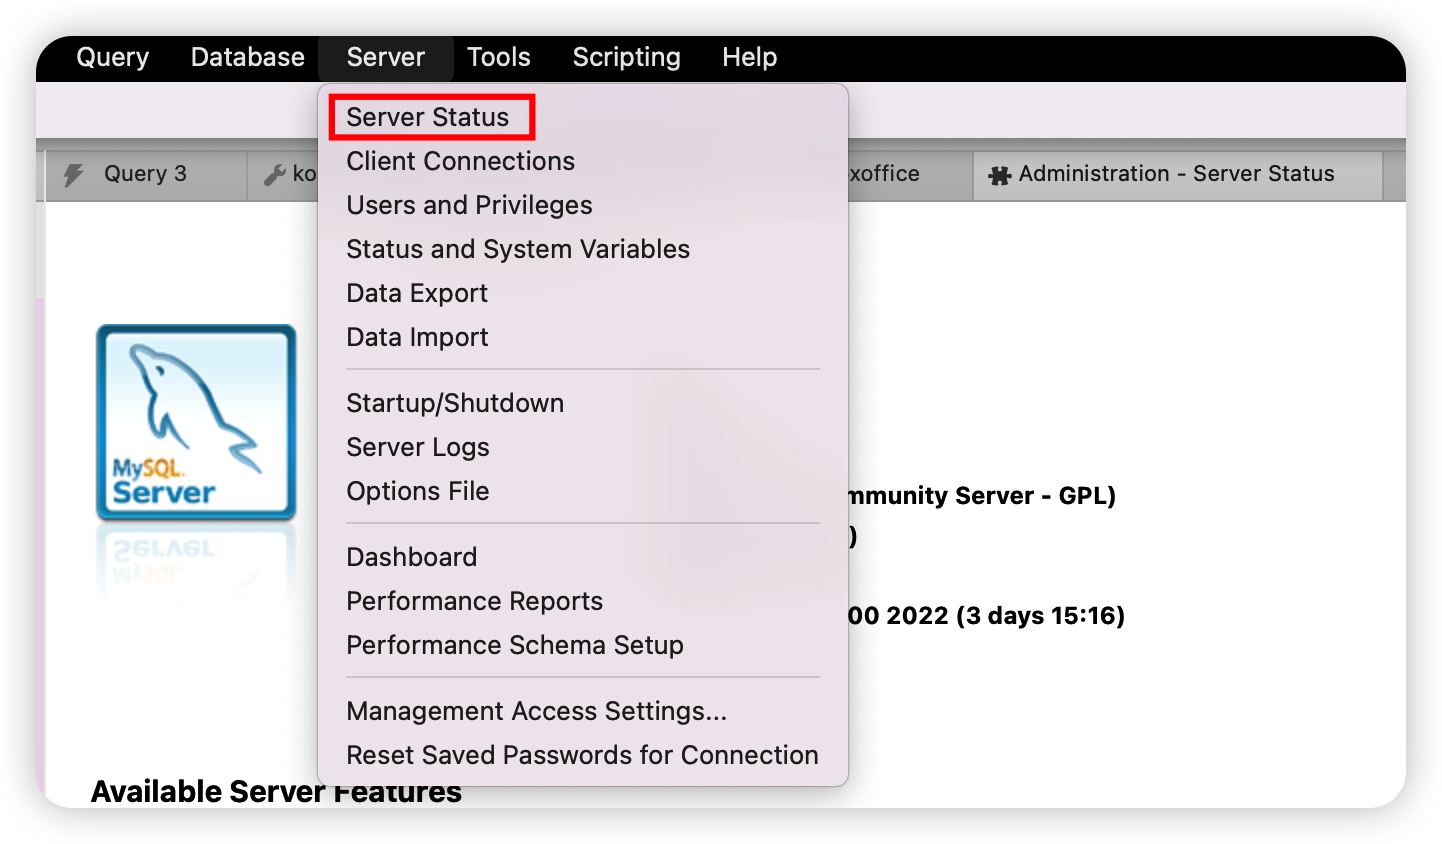 Query Database Server Tools Scripting Help
Server Status
Client Connections
Query 3
ko
xoffice
Administration - Server Status
Users and Privileges
Status and System Variables
Data Export
Data Import
Startup/Shutdown
Server Logs
Options File
Dashboard
Performance Reports
Performance Schema Setup
Management Access Settings...
Reset Saved Passwords for Connection
MySQL
Server
mmunity Server - GPL)
)
00 2022 (3 days 15:16)
Available Server Features